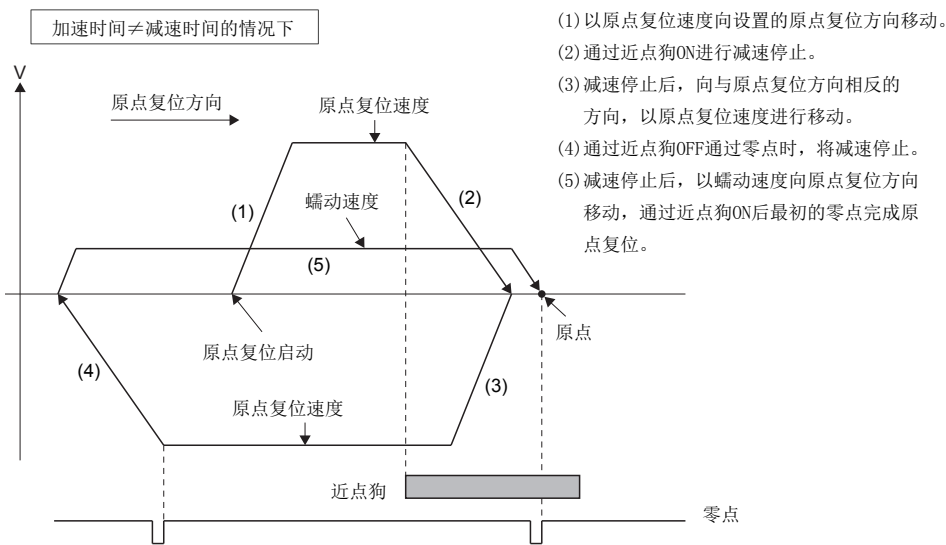 加速时间≠减速时间的情况下
V
原点复位方向
原点复位速度
(1)
蠕动速度
(2)
(5)
原点
原点复位启动
(4)
(3)
原点复位速度
近点狗
零点
(1)以原点复位速度向设置的原点复位方向移动。
(2)通过近点狗ON进行减速停止。
(3)减速停止后，向与原点复位方向相反的
方向，以原点复位速度进行移动。
(4)通过近点狗OFF通过零点时，将减速停止。
(5)减速停止后，以蠕动速度向原点复位方向
移动，通过近点狗ON后最初的零点完成原
点复位。